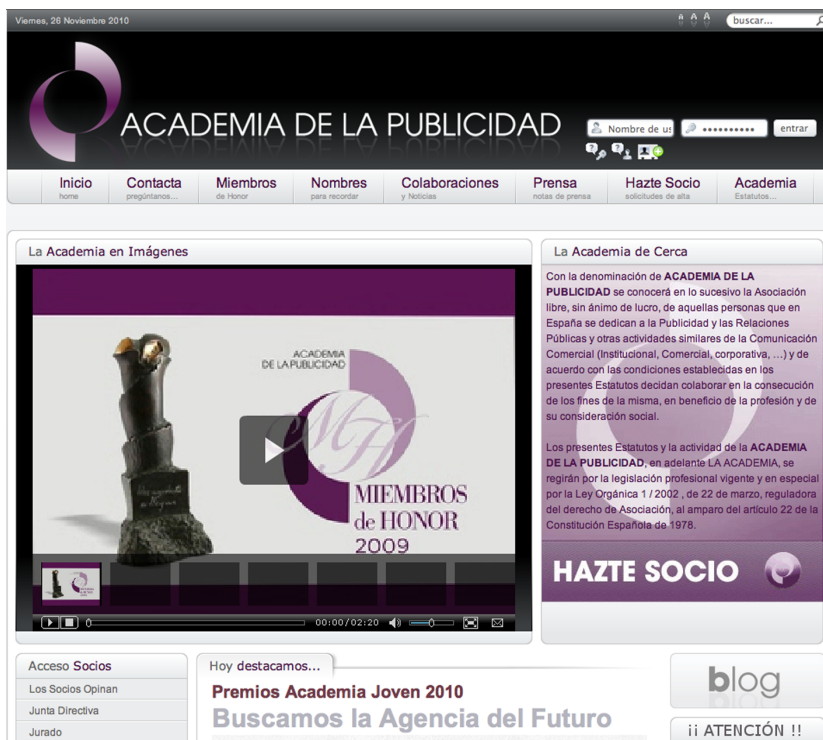 Viernes, 26 Noviembre 2010
A A A
buscar...
ACADEMIA DE LA PUBLICIDAD
Nombre de us
entrar
Inicio
home
Contacta
pregúntanos...
Miembros
de Honor
Nombres
para recordar
Colaboraciones
y Noticias
Prensa
notas de prensa
Hazte Socio
solicitudes de alta
Academia
Estatutos...
La Academia en Imágenes
ACADEMIA
DE LA PUBLICIDAD
MH
MIEMBROS
de HONOR
2009
00:00/02:20
La Academia de Cerca
Con la denominación de ACADEMIA DE LA
PUBLICIDAD se conocerá en lo sucesivo la Asociación
libre, sin ánimo de lucro, de aquellas personas que en
España se dedican a la Publicidad y las Relaciones
Públicas y otras actividades similares de la Comunicación
Comercial (Institucional, Comercial, corporativa, ...) y de
acuerdo con las condiciones establecidas en los
presentes Estatutos decidan colaborar en la consecución
de los fines de la misma, en beneficio de la profesión y de
su consideración social.
Los presentes Estatutos y la actividad de la ACADEMIA
DE LA PUBLICIDAD, en adelante LA ACADEMIA, se
regirán por la legislación profesional vigente y en especial
por la Ley Orgánica 1 / 2002 , de 22 de marzo, reguladora
del derecho de Asociación, al amparo del artículo 22 de la
Constitución Española de 1978.
HAZTE SOCIO
Acceso Socios
Los Socios Opinan
Junta Directiva
Jurado
Hoy destacamos...
Premios Academia Joven 2010
Buscamos la Agencia del Futuro
blog
¡¡ ATENCIÓN !!